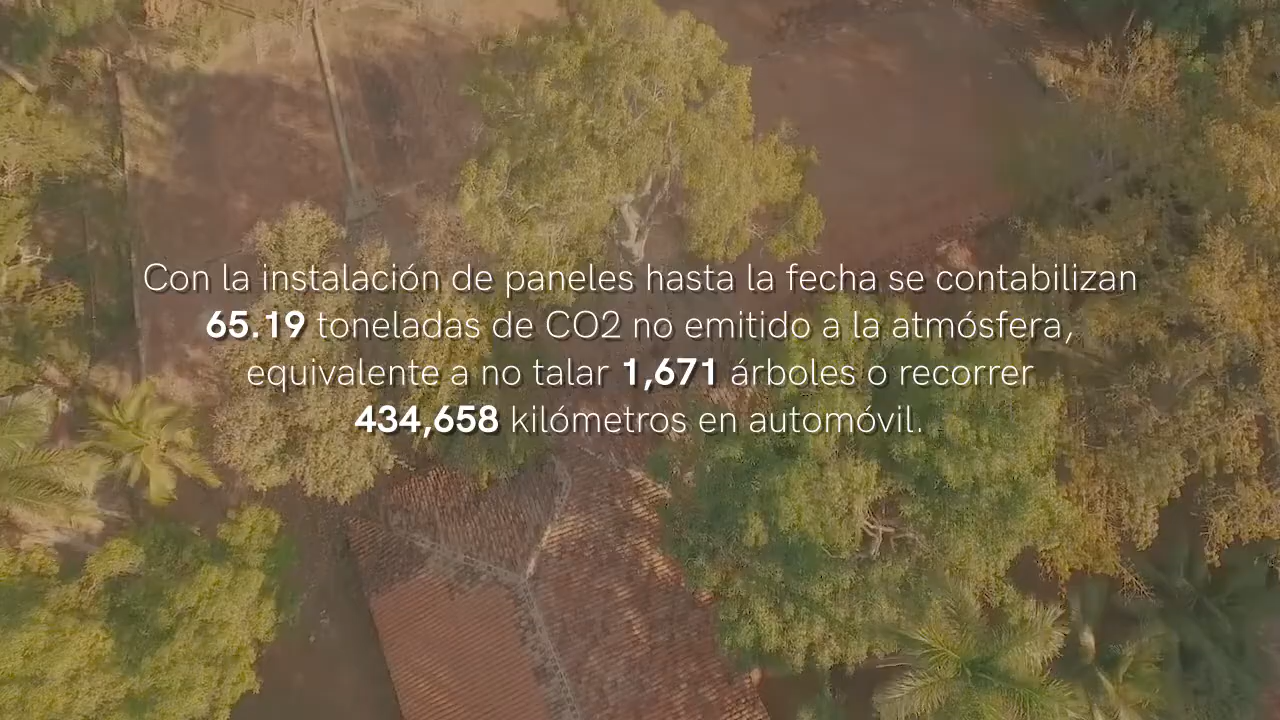 Con la instalación de paneles hasta la fecha se contabilizan
65.19 toneladas de CO2 no emitido a la atmósfera,
equivalente a no talar 1,671 árboles o recorrer
434,658 kilómetros en automóvil.